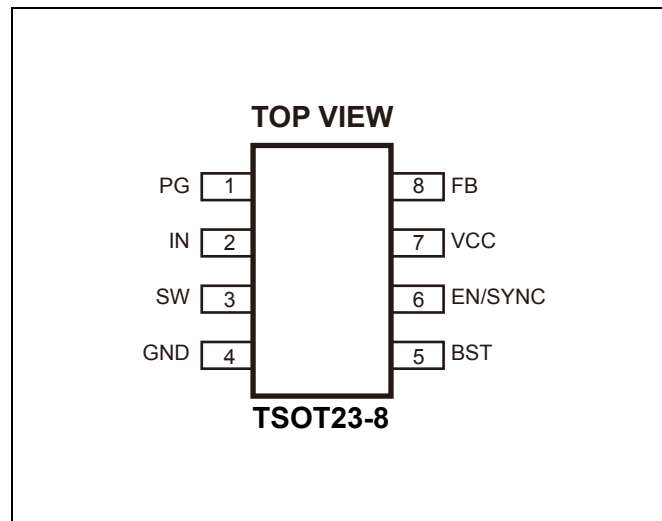 TOP VIEW
PG 1 8 FB
IN 2 7 VCC
SW 3 6 EN/SYNC
GND 4 5 BST
TSOT23-8